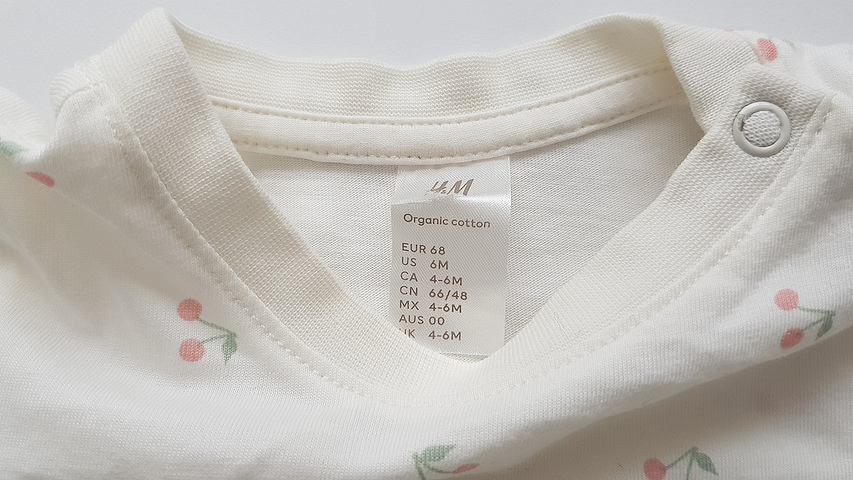 H&M
Organic cotton
EUR 68
US 6M
CA 4-6M
CN 66/48
MX 4-6M
AUS 00
UK 4-6M